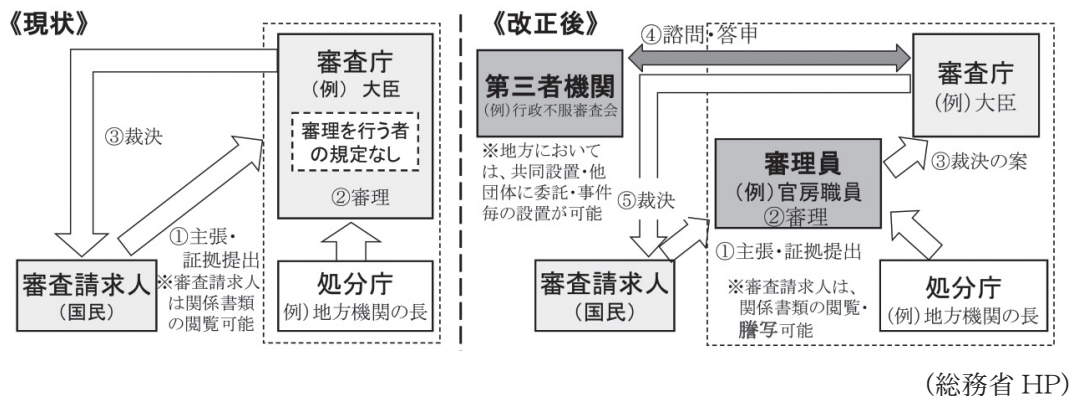 《現状》
審査庁
(例) 大臣
審理を行う者
の規定なし
②審理
③裁決
①主張・
証拠提出
※審査請求人
は関係書類
の閲覧可能
審査請求人
(国民)
処分庁
例)地方機関の長
《改正後》
④諮問・答申
第三者機関
(例)行政不服審査会
※地方において
は、共同設置・他
団体に委託・事件
毎の設置が可能
審査庁
(例)大臣
審理員
(例)官房職員
②審理
③裁決の案
⑤裁決
①主張・証拠提出
※審査請求人は、
関係書類の閲覧・
謄写可能
審査請求人
(国民)
処分庁
(例)地方機関の長
(総務省 HP)